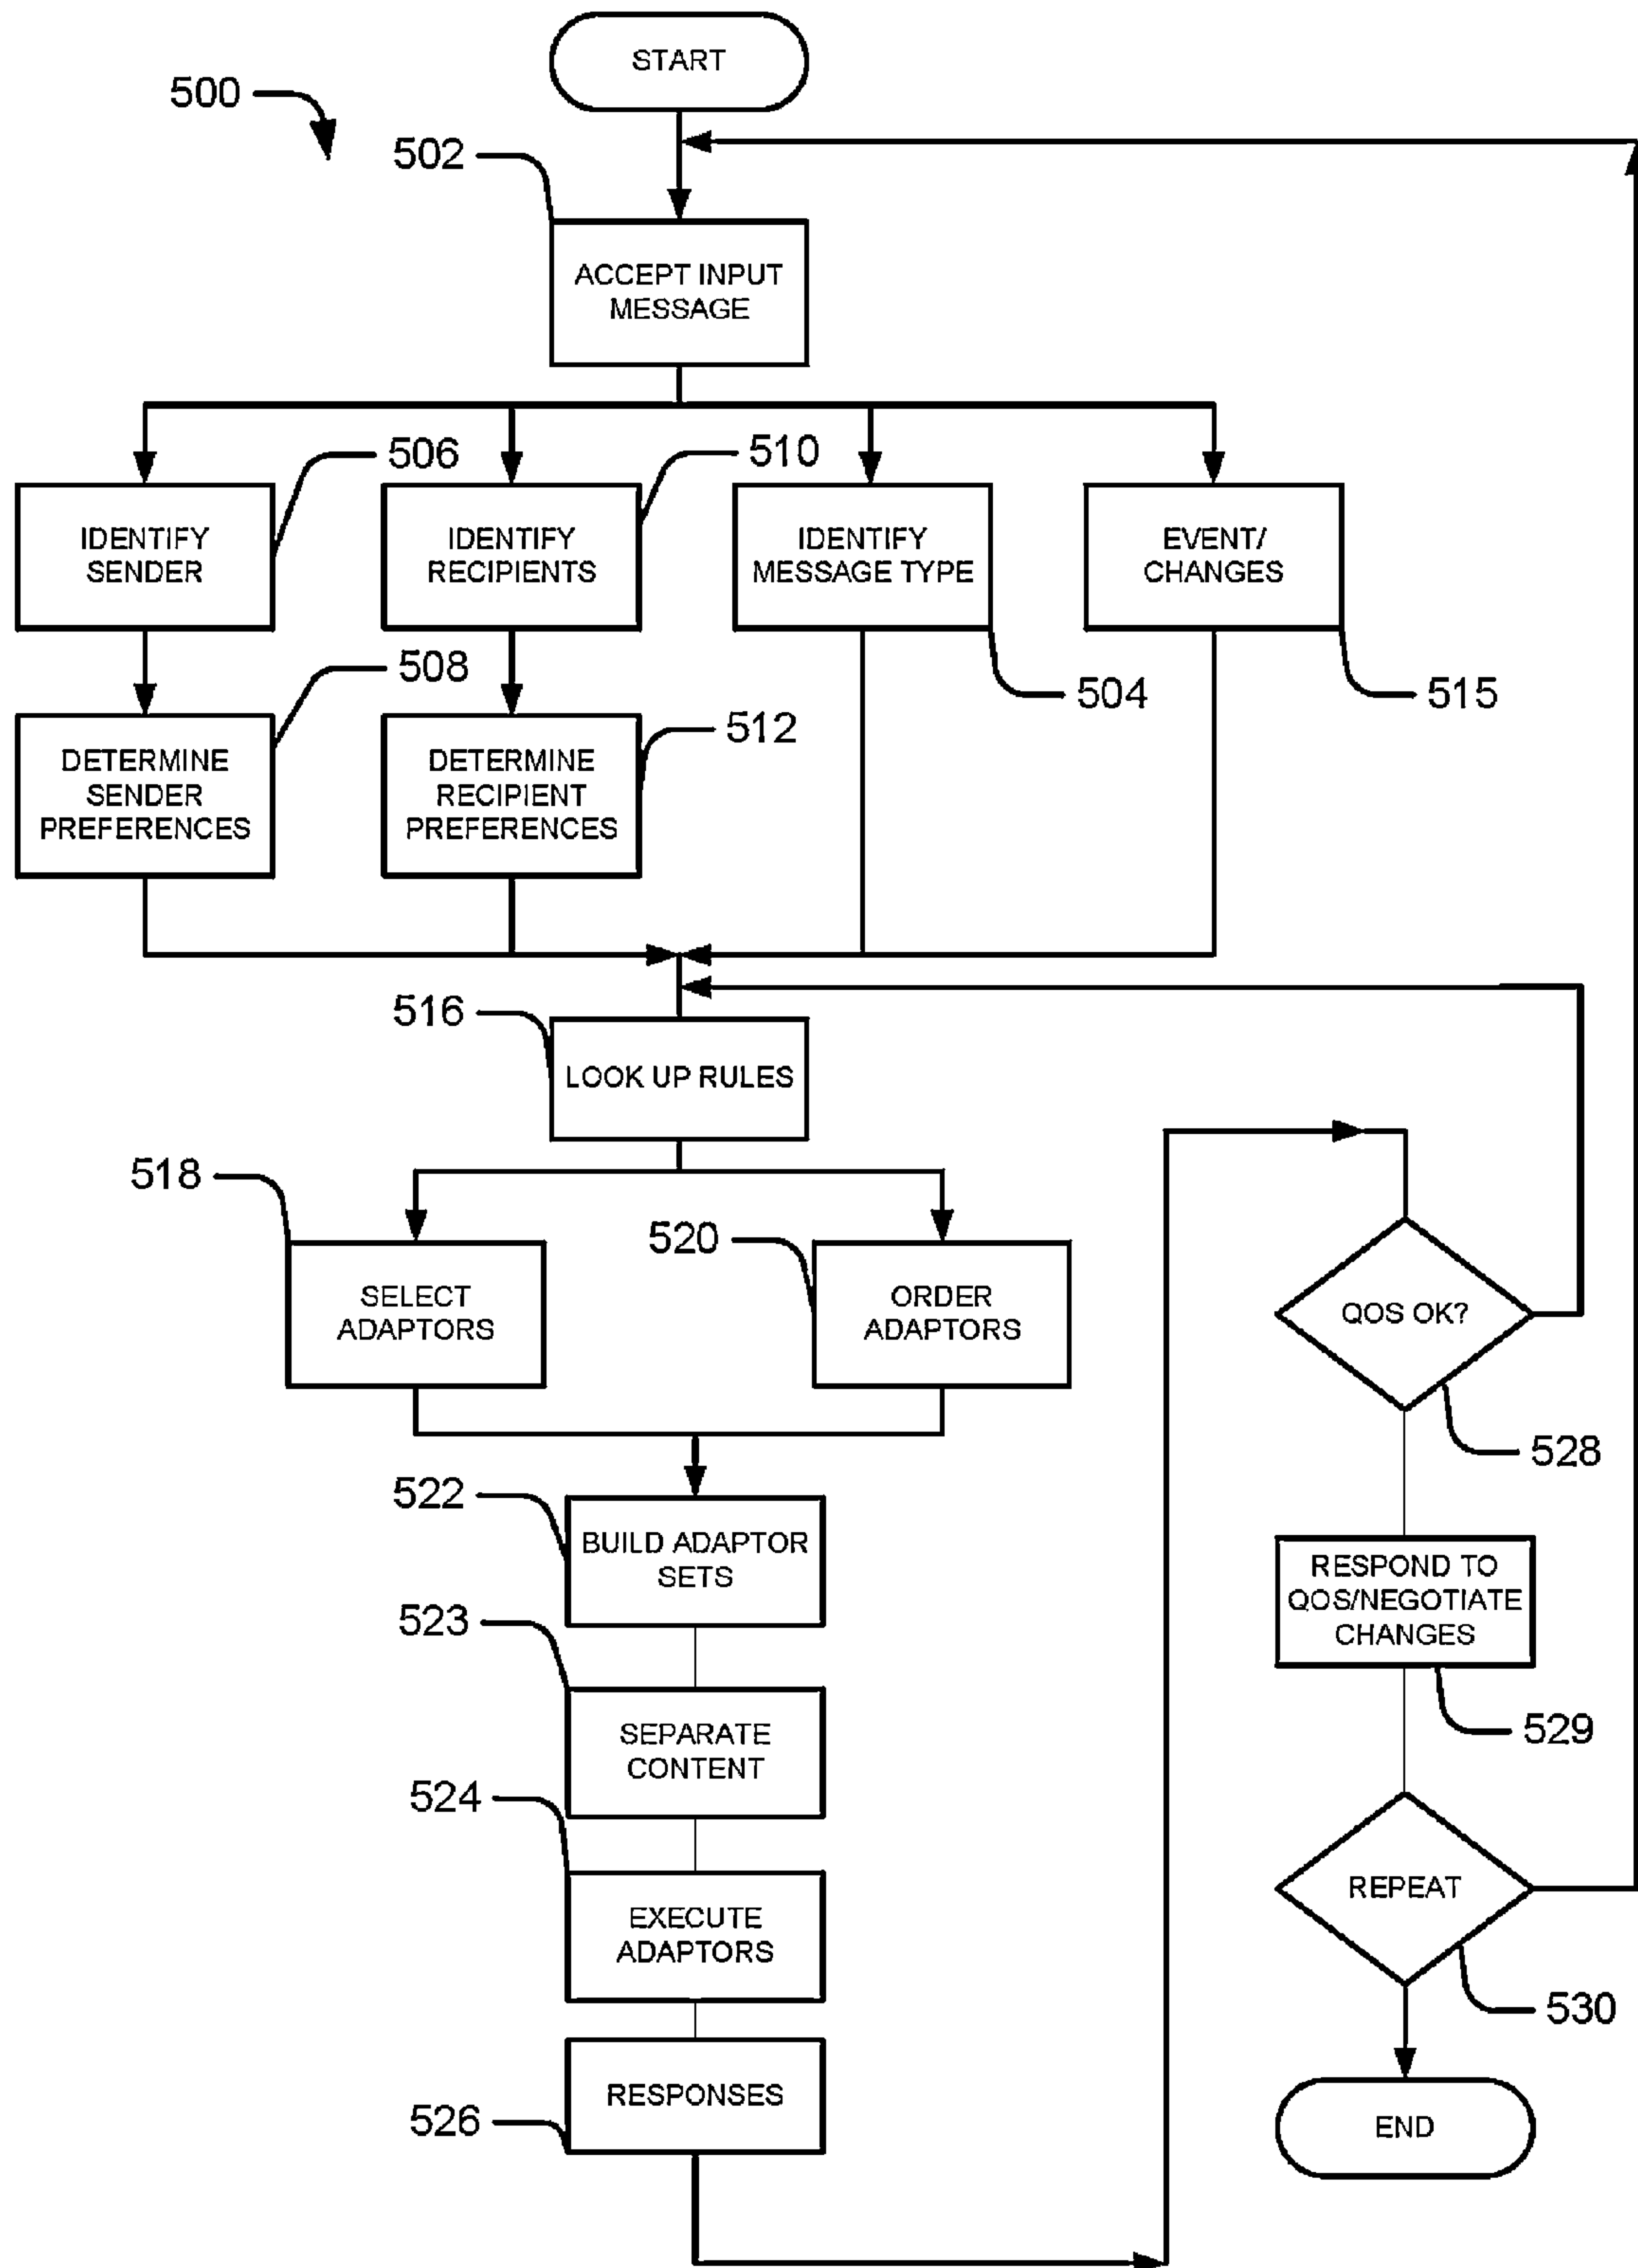 START
500
502
ACCEPT INPUT
MESSAGE
506
510
IDENTIFY
SENDER
IDENTIFY
RECIPIENTS
IDENTIFY
MESSAGE TYPE
EVENT/
CHANGES
508
504
515
512
DETERMINE
SENDER
PREFERENCES
DETERMINE
RECIPIENT
PREFERENCES
516
LOOK UP RULES
518
520
SELECT
ADAPTORS
ORDER
ADAPTORS
QOS OK?
528
522
BUILD ADAPTOR
SETS
RESPOND TO
QOS/NEGOTIATE
CHANGES
523
529
SEPARATE
CONTENT
524
REPEAT
EXECUTE
ADAPTORS
530
RESPONSES
526
END